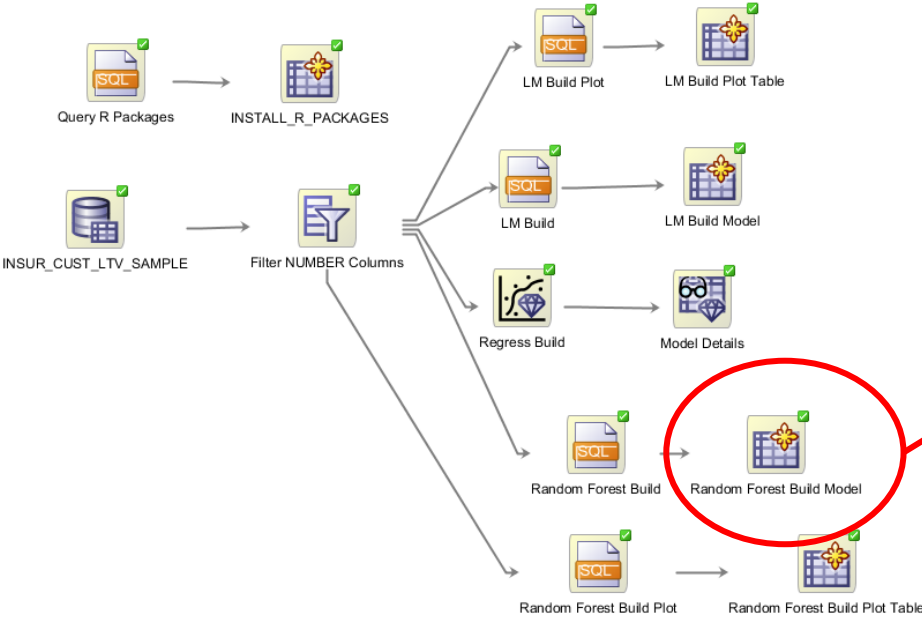 SQL
LM Build Plot
LM Build Plot Table
SQL
Query R Packages
INSTALL_R_PACKAGES
SQL
LM Build
LM Build Model
INSUR_CUST_LTV_SAMPLE
Filter NUMBER Columns
Regress Build
Model Details
SQL
Random Forest Build
Random Forest Build Model
SQL
Random Forest Build Plot
Random Forest Build Plot Table